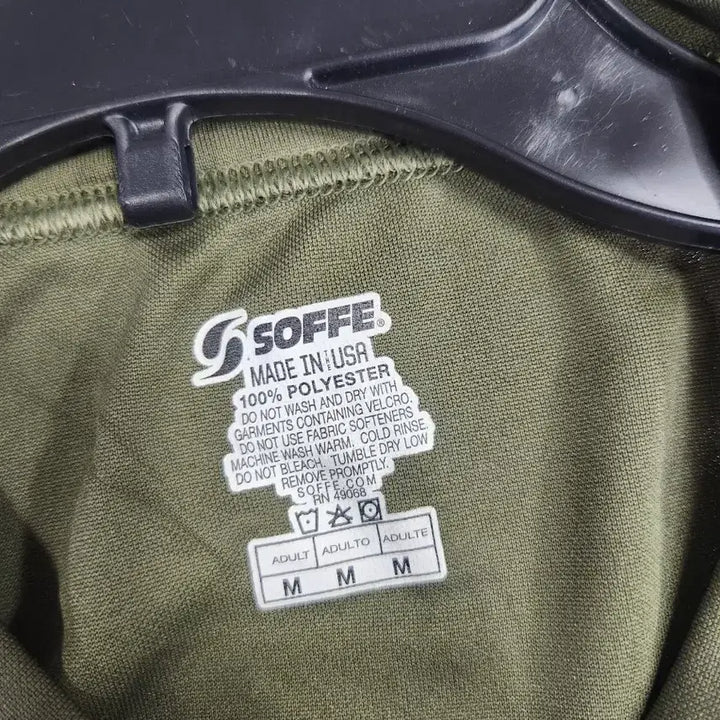 SOFFE®
MADE IN USA
100% POLYESTER
DO NOT WASH AND DRY WITH
GARMENTS CONTAINING VELCRO.
DO NOT USE FABRIC SOFTENERS
MACHINE WASH WARM. COLD RINSE
DO NOT BLEACH. TUMBLE DRY LOW
REMOVE PROMPTLY.
SOFFE.COM
RN 49068
ADULT ADULTO ADULTE
M M M